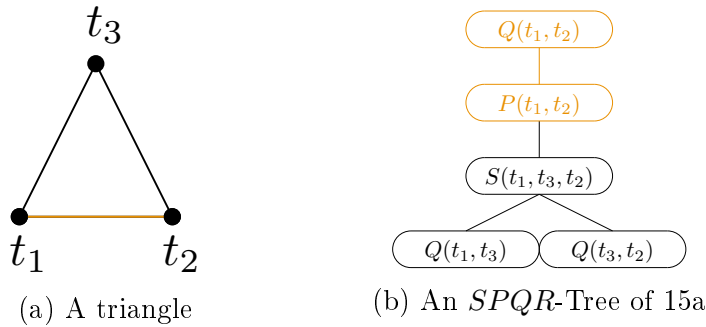 t₃
t₁ t₂
(a) A triangle
Q(t₁, t₂)
P(t₁, t₂)
S(t₁, t₃, t₂)
Q(t₁, t₃) Q(t₃, t₂)
(b) An SPQR-Tree of 15a